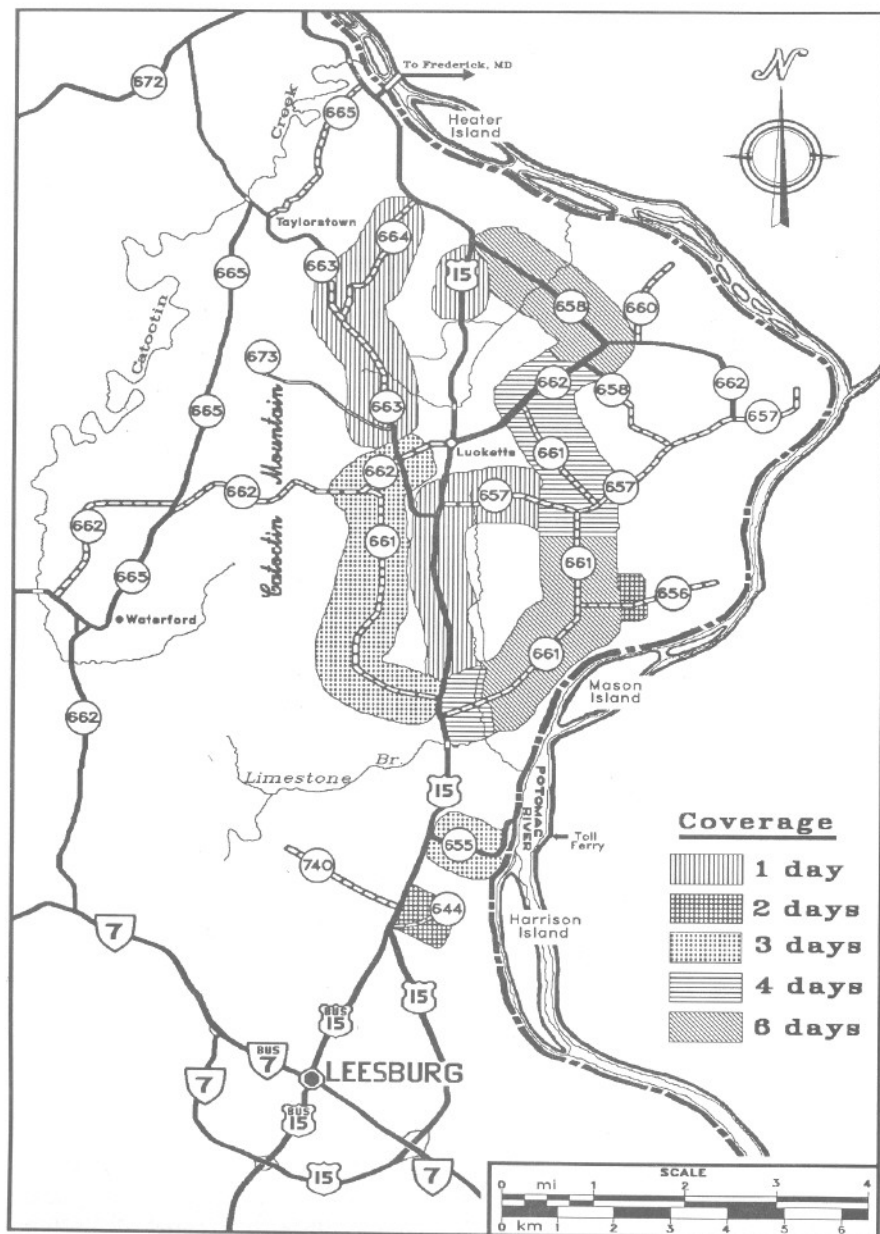 N
To Frederick, MD
672
665
Creek
Heater
Island
Taylorstown
664
663
15
665
658
660
Catoctin
673
662
658
662
665
663
657
Mountain
Luoketts
661
662
662
657
657
662
661
661
Catoctin
665
656
Waterford
661
Mason
Island
662
Limestone Br.
15
POTOMAC
RIVER
Toll
Ferry
655
740
644
Harrison
Island
7
15
BUS
15
BUS
7
LEESBURG
7
BUS
15
15
7
Coverage
1 day
2 days
3 days
4 days
6 days
SCALE
0 mi 1 2 3 4
0 km 1 2 3 4 5 6